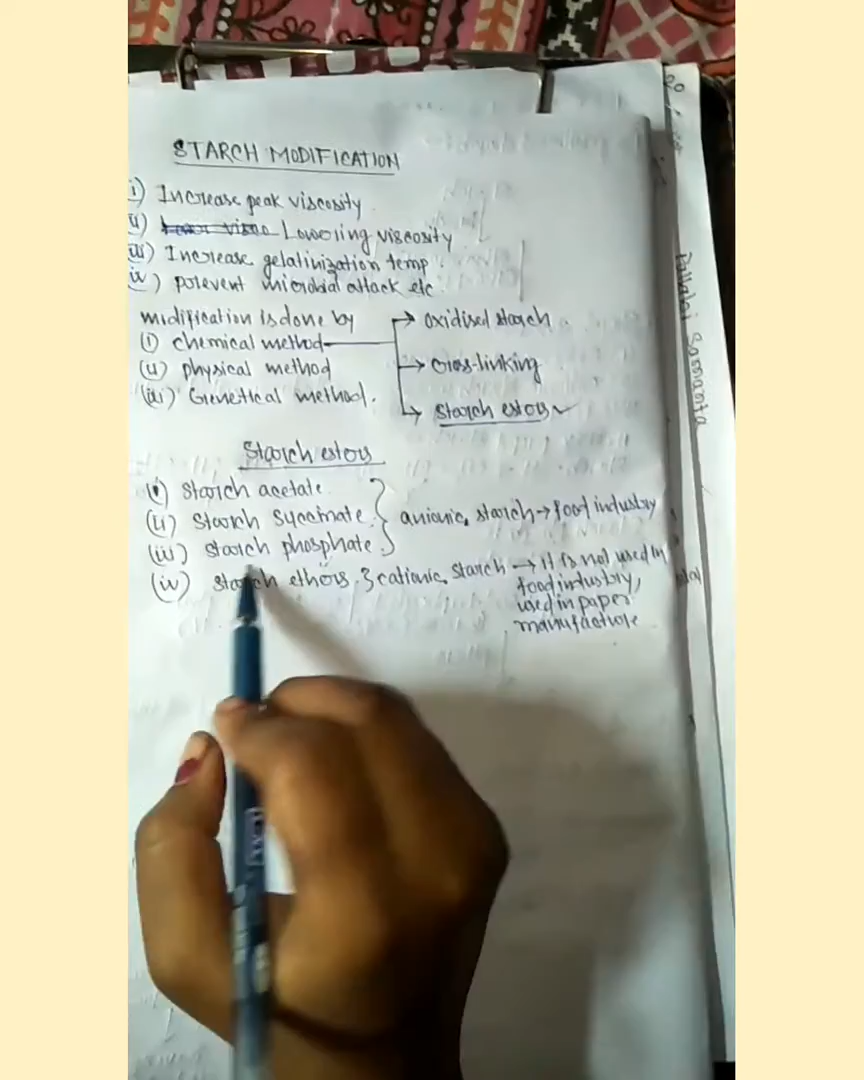 STARCH MODIFICATION
i) Increase peak viscosity
ii) Lowering viscosity
iii) Increase gelatinization temp.
iv) prevent microbial attack etc
midification is done by
(i) chemical method → oxidised starch
→ cross-linking
→ starch esters
(ii) physical method
(iii) Genetical method.
Starch esters
(i) Starch acetate
(ii) Starch Succinate
(iii) starch phosphate
} anionic starch → food industry
(iv) starch ethers } cationic starch → It is not used in
food industry,
used in paper
manufacture
20
Pallabi